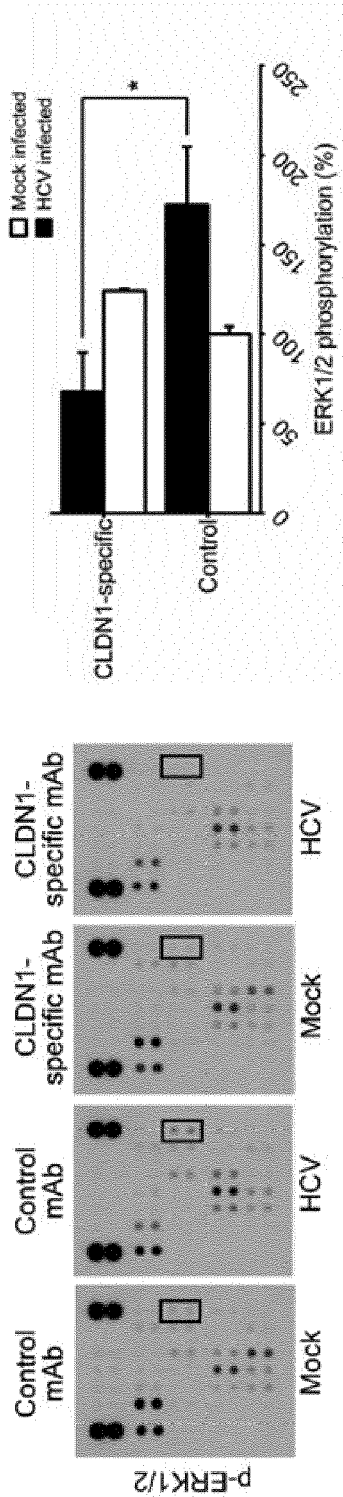 Control
mAb
Control
mAb
CLDN1-
specific mAb
CLDN1-
specific mAb
p-ERK1/2
Mock
HCV
Mock
HCV
Mock infected
HCV infected
CLDN1-specific
Control
*
0
50
100
150
200
250
ERK1/2 phosphorylation (%)